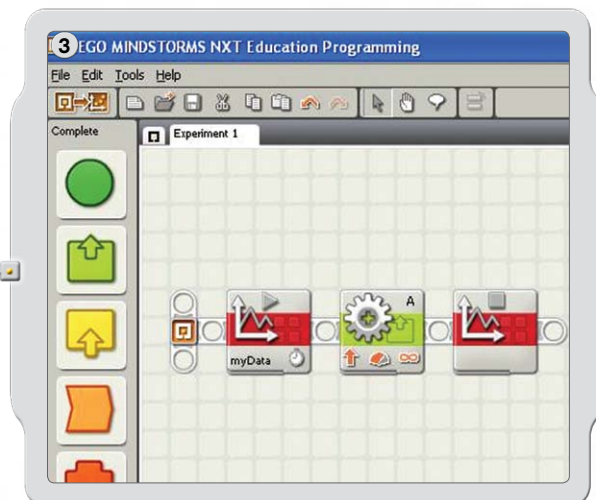 3 EGO MINDSTORMS NXT Education Programming
File Edit Tools Help
Complete
Experiment 1
A
myData